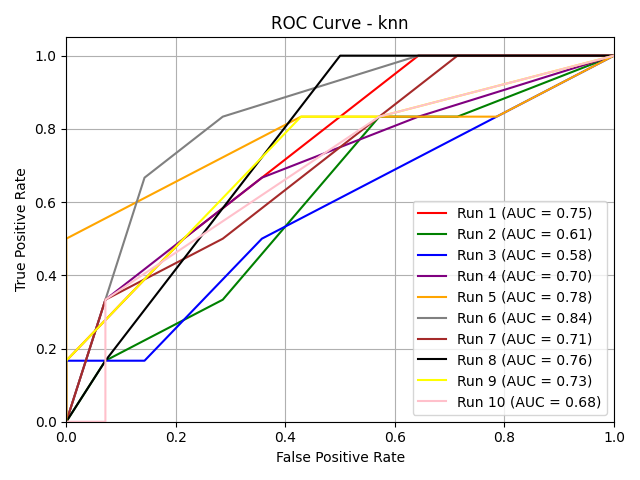 ROC Curve - knn
True Positive Rate
1.0
0.8
0.6
0.4
0.2
0.0
0.0 0.2 0.4 0.6 0.8 1.0
False Positive Rate
Run 1 (AUC = 0.75)
Run 2 (AUC = 0.61)
Run 3 (AUC = 0.58)
Run 4 (AUC = 0.70)
Run 5 (AUC = 0.78)
Run 6 (AUC = 0.84)
Run 7 (AUC = 0.71)
Run 8 (AUC = 0.76)
Run 9 (AUC = 0.73)
Run 10 (AUC = 0.68)